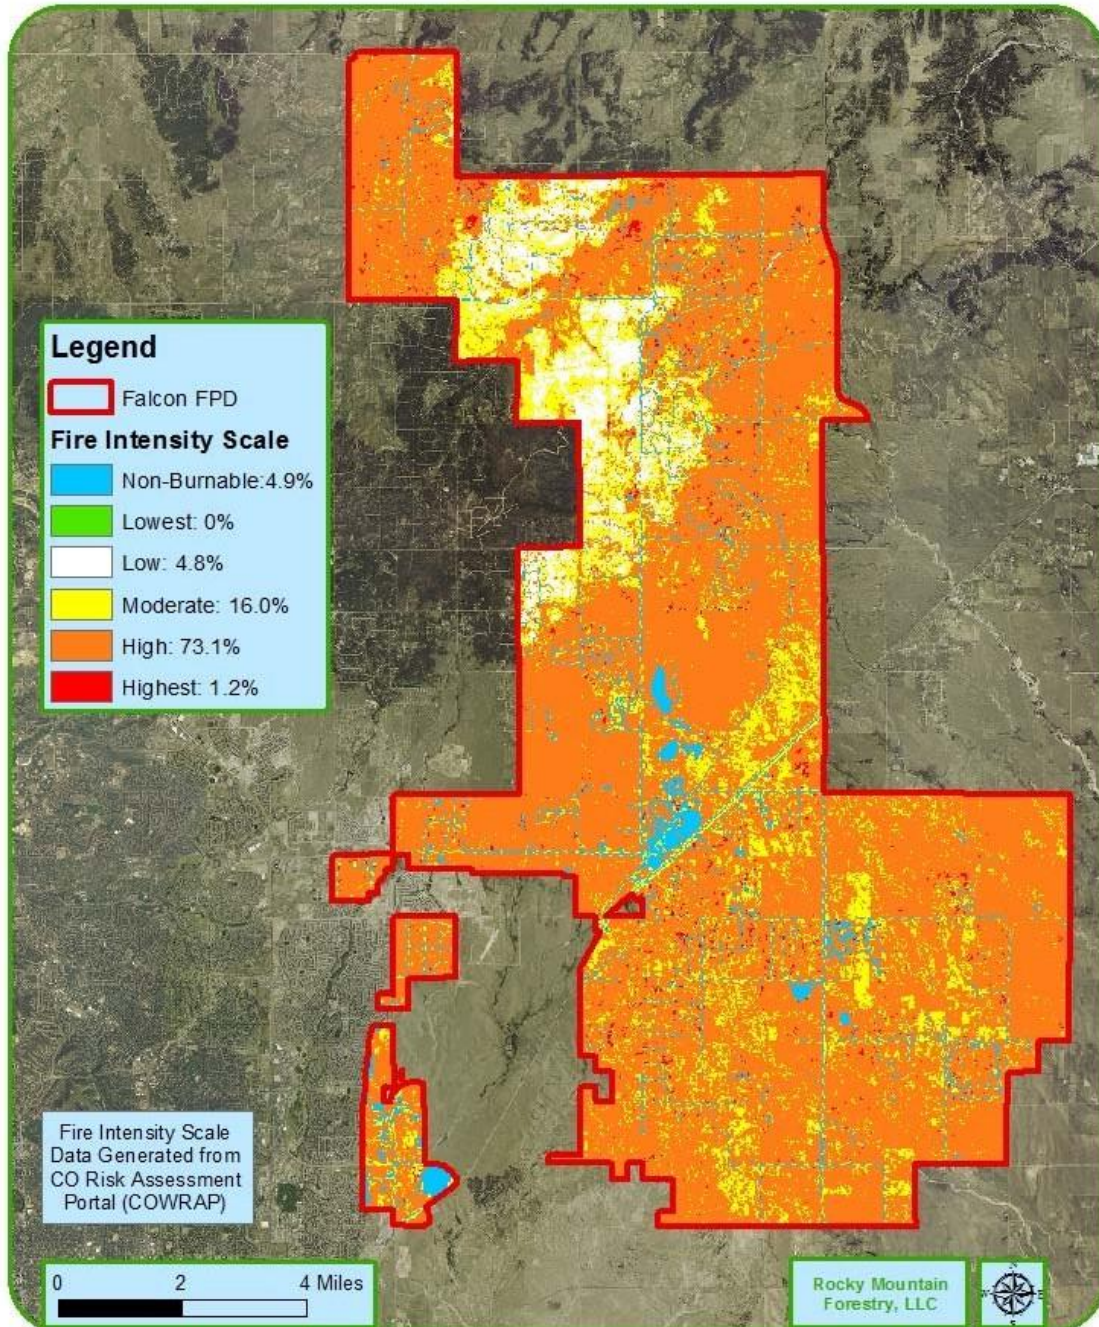 Legend
Falcon FPD
Fire Intensity Scale
Non-Burnable:4.9%
Lowest: 0%
Low: 4.8%
Moderate: 16.0%
High: 73.1%
Highest: 1.2%
Fire Intensity Scale
Data Generated from
CO Risk Assessment
Portal (COWRAP)
0 2 4 Miles
Rocky Mountain
Forestry, LLC